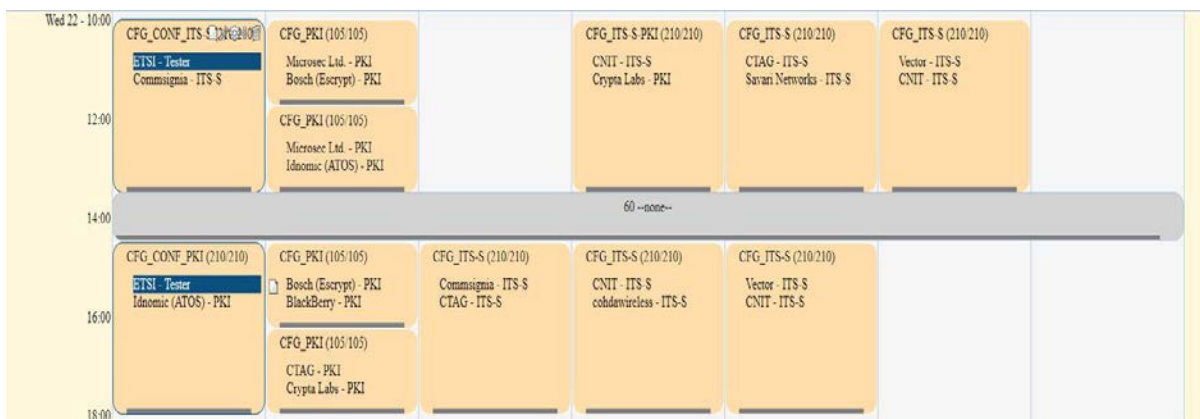 Wed 22 - 10:00
CFG_CONF_ITS-S (210/210)
ETSI - Tester
Commsignia - ITS-S
CFG_PKI (105/105)
Microsec Ltd. - PKI
Bosch (Escrypt) - PKI
CFG_ITS-S-PKI (210/210)
CNIT - ITS-S
Crypta Labs - PKI
CFG_ITS-S (210/210)
CTAG - ITS-S
Savari Networks - ITS-S
CFG_ITS-S (210/210)
Vector - ITS-S
CNIT - ITS-S
12:00
CFG_PKI (105/105)
Microsec Ltd. - PKI
Idnomic (ATOS) - PKI
14:00
60 --none--
CFG_CONF_PKI (210/210)
ETSI - Tester
Idnomic (ATOS) - PKI
CFG_PKI (105/105)
Bosch (Escrypt) - PKI
BlackBerry - PKI
CFG_ITS-S (210/210)
Commsignia - ITS-S
CTAG - ITS-S
CFG_ITS-S (210/210)
CNIT - ITS-S
cohdawireless - ITS-S
CFG_ITS-S (210/210)
Vector - ITS-S
CNIT - ITS-S
16:00
CFG_PKI (105/105)
CTAG - PKI
Crypta Labs - PKI
18:00